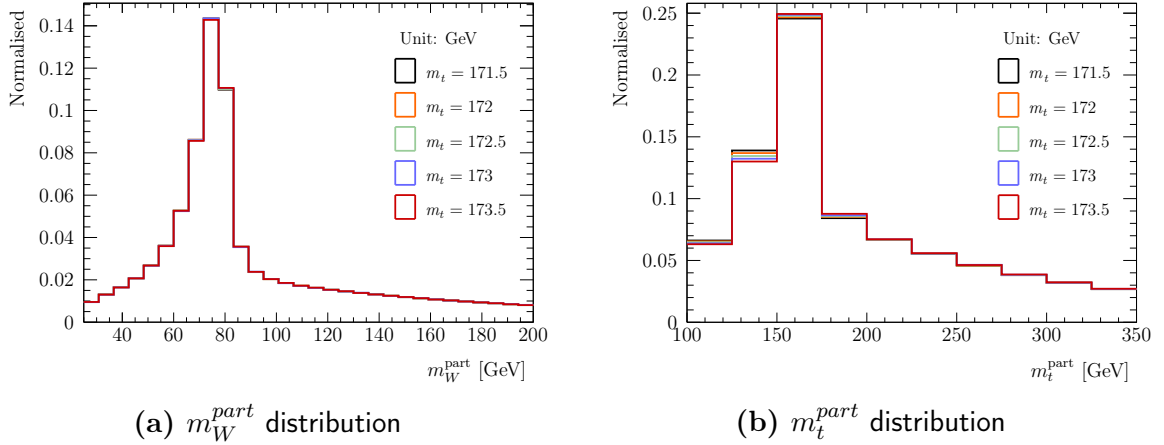 Normalised
0.14
0.12
0.1
0.08
0.06
0.04
0.02
0
40 60 80 100 120 140 160 180 200
m_W^part [GeV]
Unit: GeV
m_t = 171.5
m_t = 172
m_t = 172.5
m_t = 173
m_t = 173.5
(a) m_W^part distribution
Normalised
0.25
0.2
0.15
0.1
0.05
0
100 150 200 250 300 350
m_t^part [GeV]
Unit: GeV
m_t = 171.5
m_t = 172
m_t = 172.5
m_t = 173
m_t = 173.5
(b) m_t^part distribution